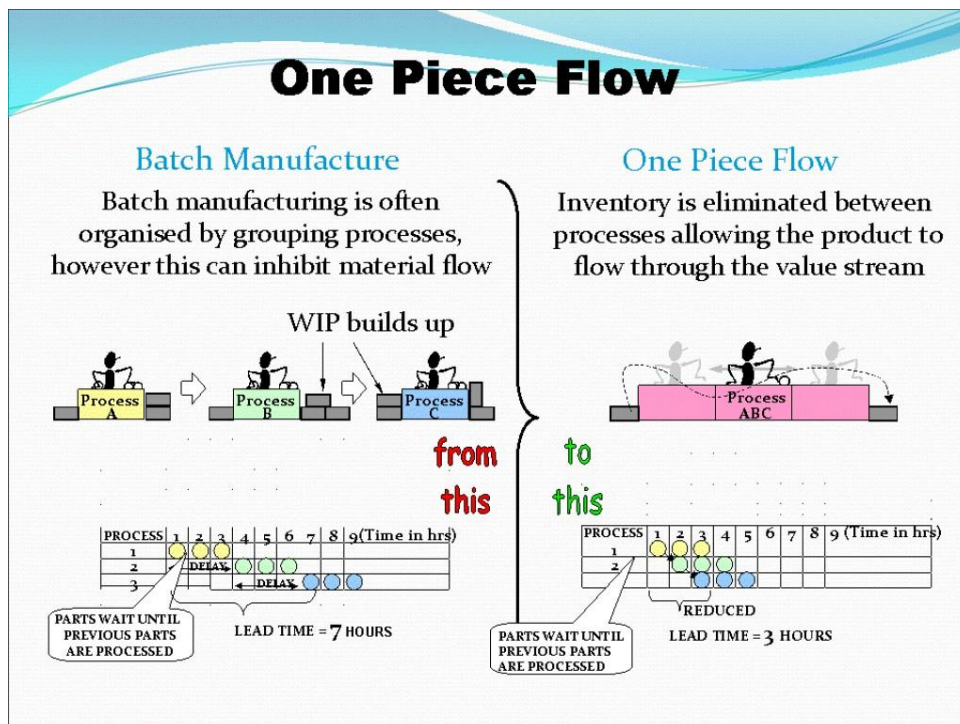 One Piece Flow
Batch Manufacture
Batch manufacturing is often
organised by grouping processes,
however this can inhibit material flow
WIP builds up
Process
A
Process
B
Process
C
from
this
PROCESS 1 2 3 4 5 6 7 8 9 (Time in hrs)
1
2 DELAY
3 DELAY
PARTS WAIT UNTIL
PREVIOUS PARTS
ARE PROCESSED
LEAD TIME = 7 HOURS
One Piece Flow
Inventory is eliminated between
processes allowing the product to
flow through the value stream
Process
ABC
to
this
PROCESS 1 2 3 4 5 6 7 8 9 (Time in hrs)
1
2
REDUCED
PARTS WAIT UNTIL
PREVIOUS PARTS
ARE PROCESSED
LEAD TIME = 3 HOURS